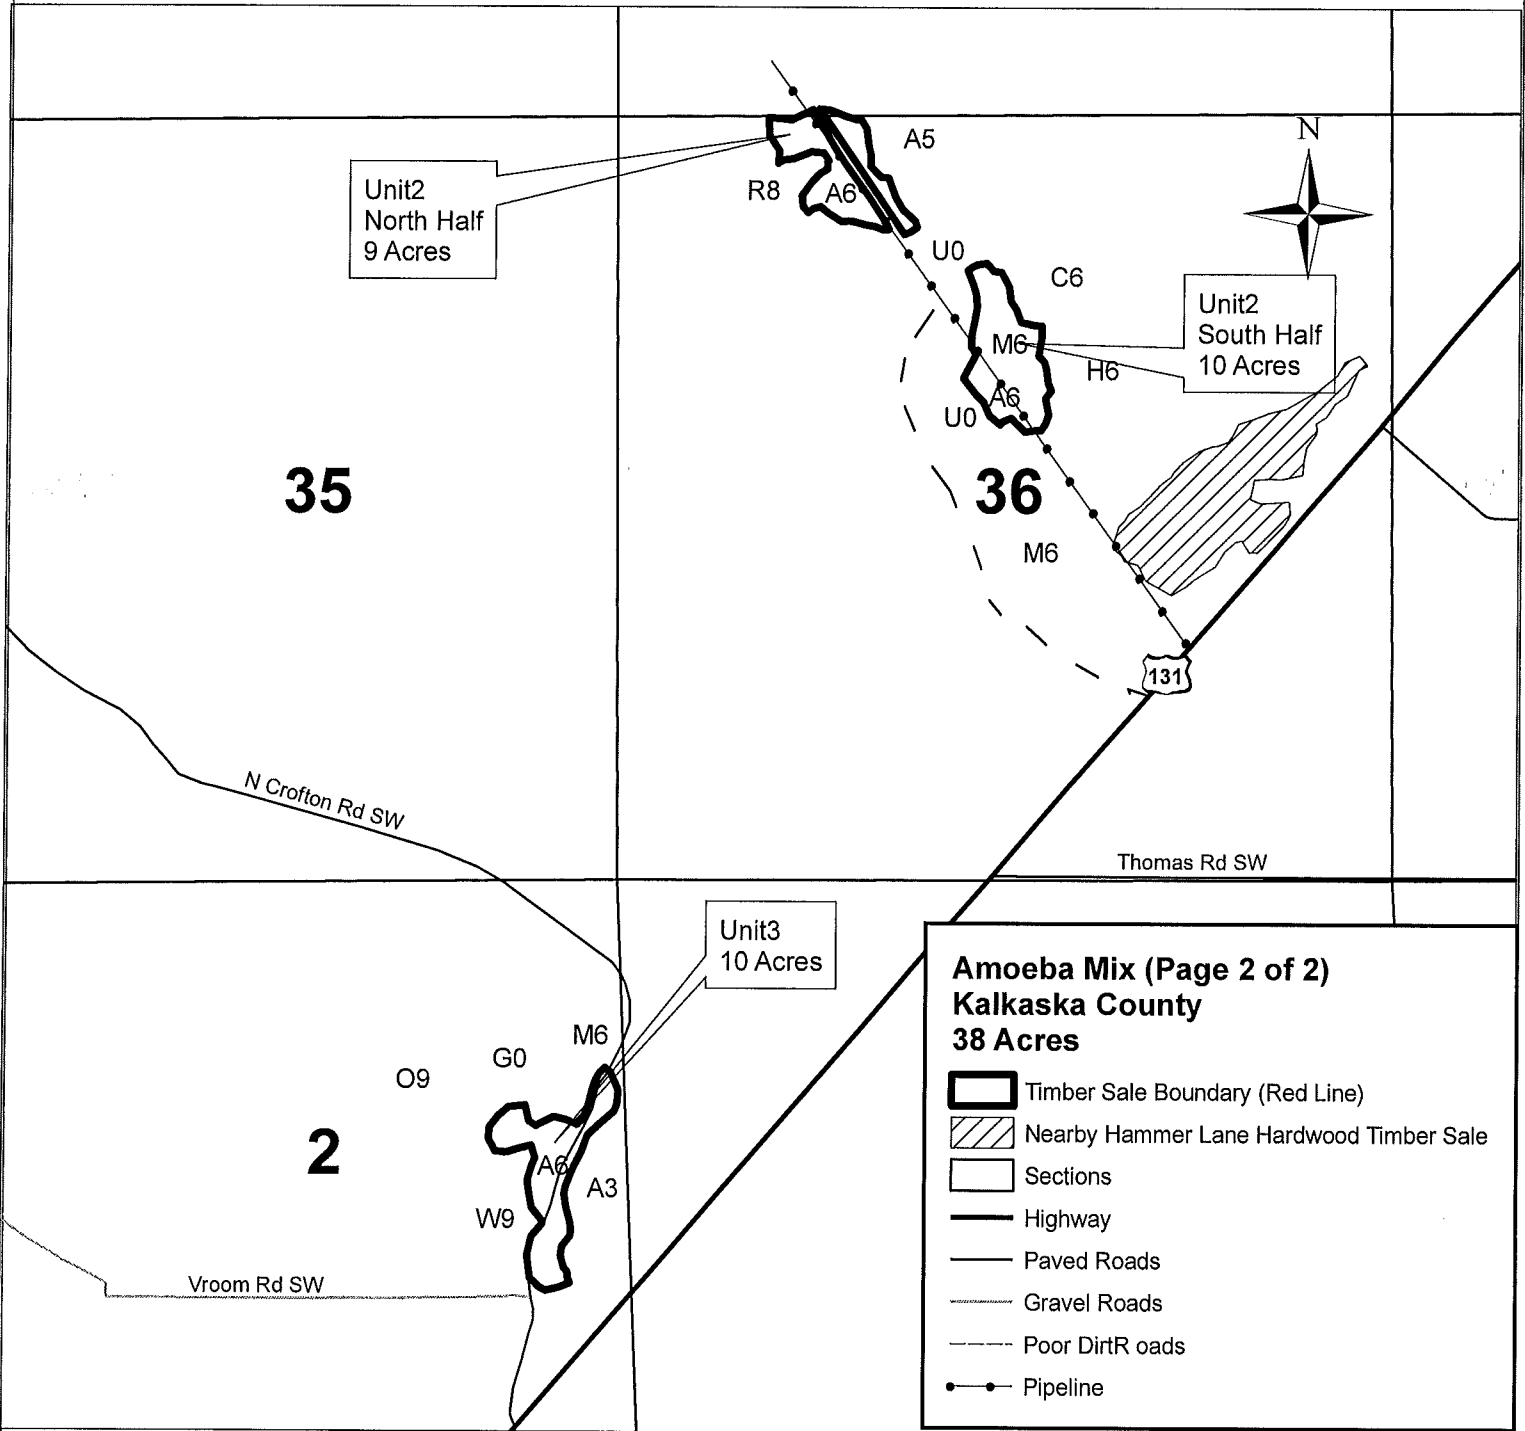 N
A5
Unit2
North Half
9 Acres
R8
A6
U0
C6
Unit2
South Half
10 Acres
M6
H6
A6
U0
35
36
M6
131
N Crofton Rd SW
Thomas Rd SW
Unit3
10 Acres
M6
G0
O9
2
A6
A3
W9
Vroom Rd SW
Amoeba Mix (Page 2 of 2)
Kalkaska County
38 Acres
Timber Sale Boundary (Red Line)
Nearby Hammer Lane Hardwood Timber Sale
Sections
Highway
Paved Roads
Gravel Roads
Poor DirtR oads
Pipeline